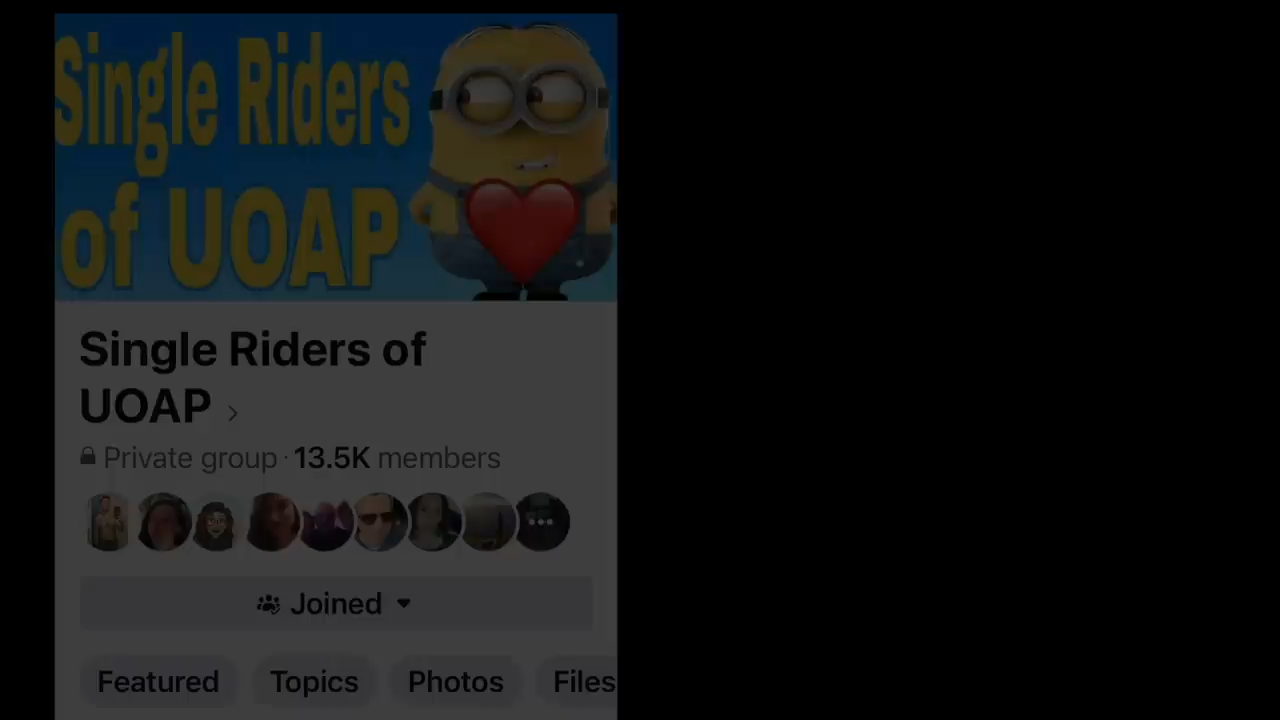 Single Riders
of UOAP
Single Riders of
UOAP
Private group · 13.5K members
Joined
Featured
Topics
Photos
Files